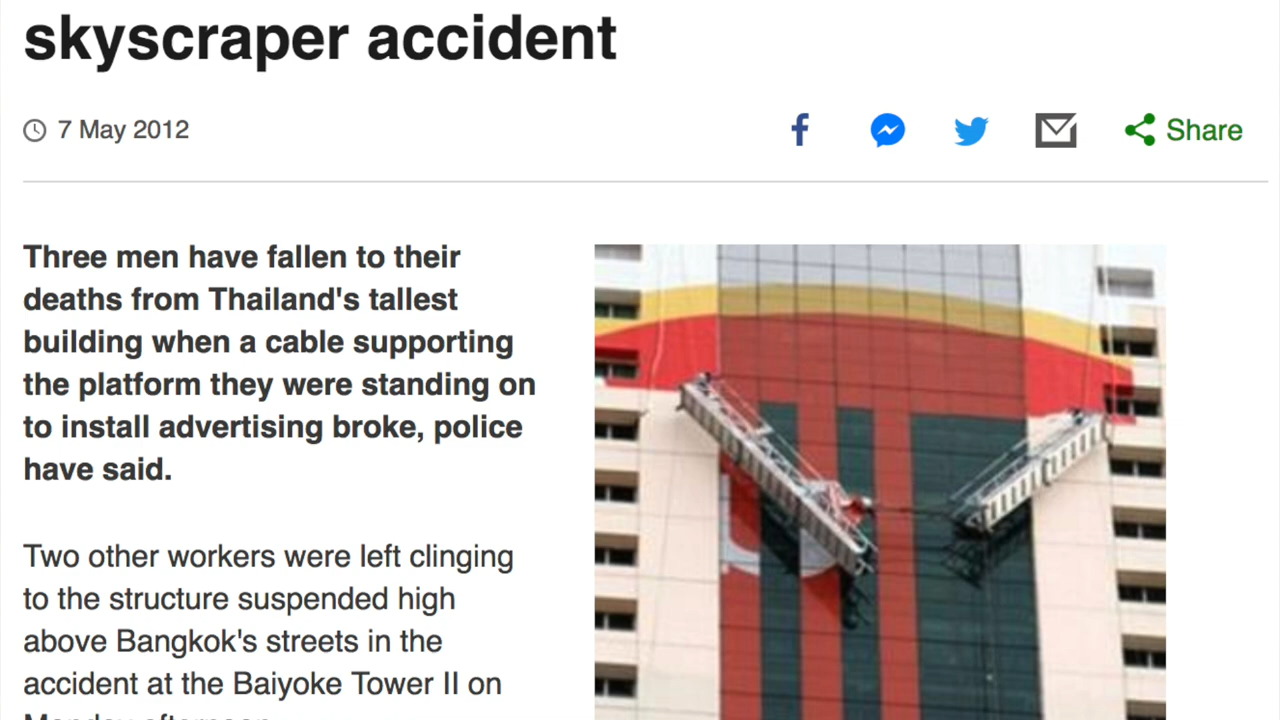 skyscraper accident
7 May 2012
Share
Three men have fallen to their
deaths from Thailand's tallest
building when a cable supporting
the platform they were standing on
to install advertising broke, police
have said.
Two other workers were left clinging
to the structure suspended high
above Bangkok's streets in the
accident at the Baiyoke Tower II on
Monday afternoon